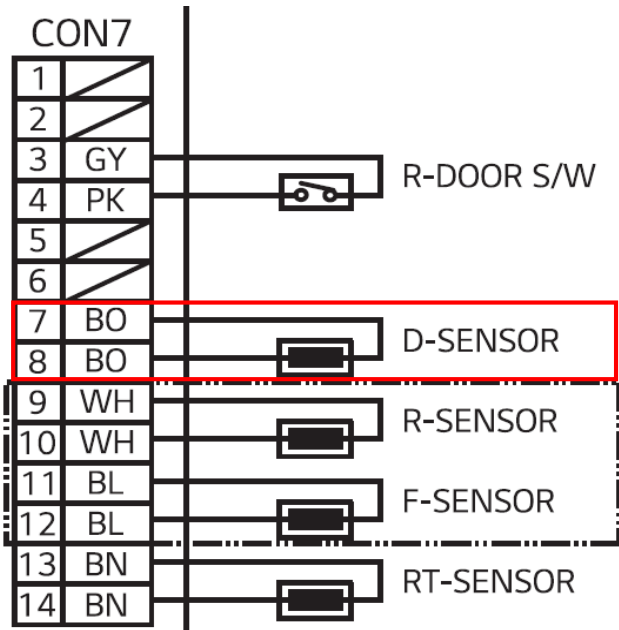 CON7
1
2
3 GY
R-DOOR S/W
4 PK
5
6
7 BO
D-SENSOR
8 BO
9 WH
R-SENSOR
10 WH
11 BL
F-SENSOR
12 BL
13 BN
RT-SENSOR
14 BN